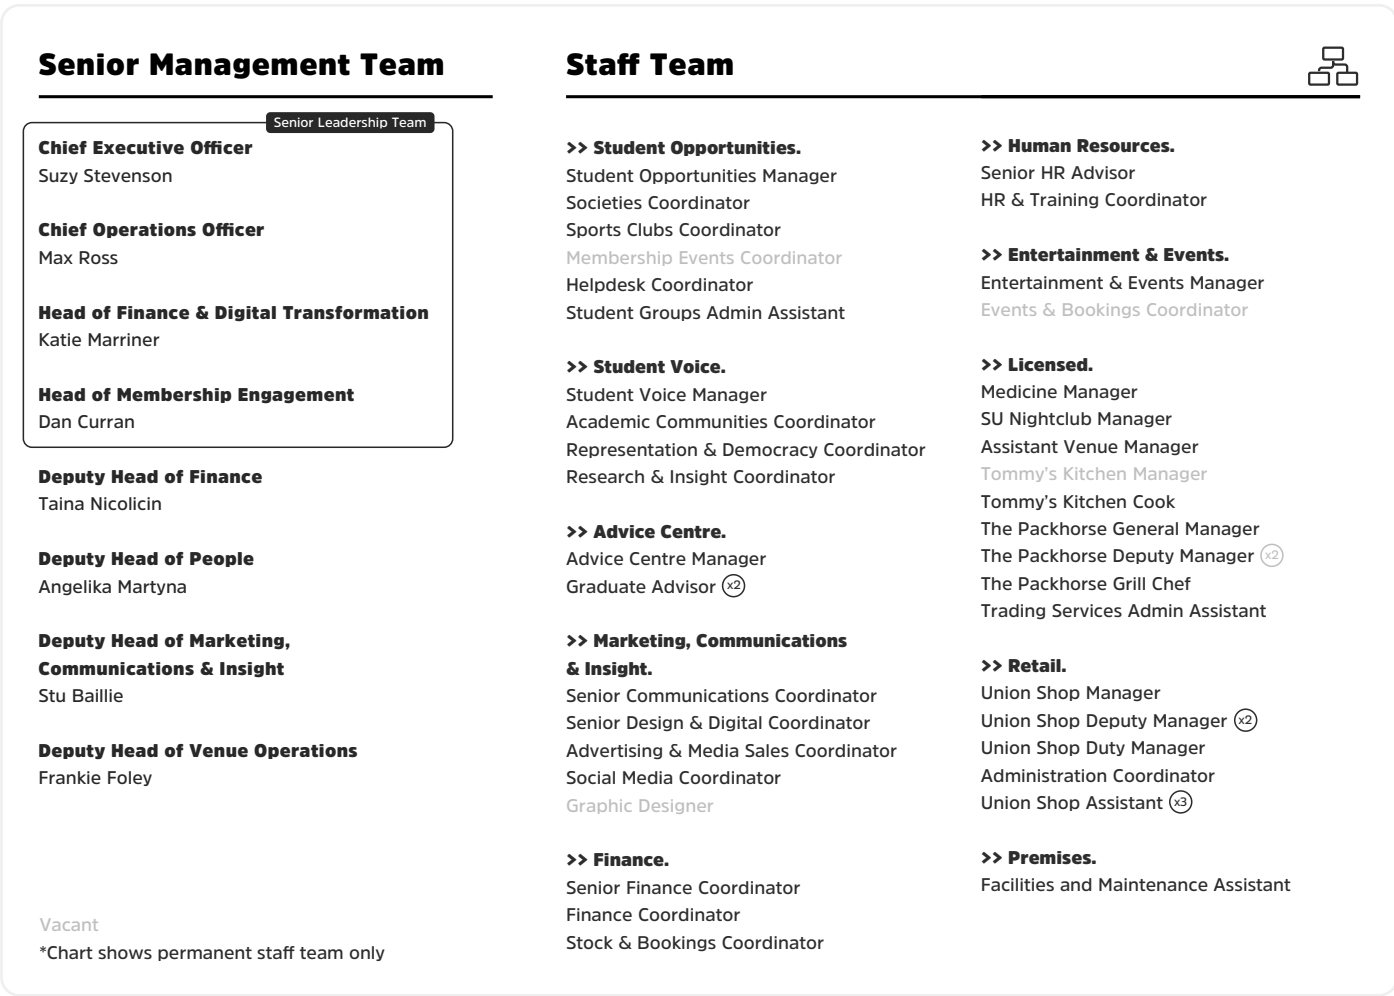 Senior Management Team
Senior Leadership Team
Chief Executive Officer
Suzy Stevenson
Chief Operations Officer
Max Ross
Head of Finance & Digital Transformation
Katie Marriner
Head of Membership Engagement
Dan Curran
Deputy Head of Finance
Taina Nicolicin
Deputy Head of People
Angelika Martyna
Deputy Head of Marketing,
Communications & Insight
Stu Baillie
Deputy Head of Venue Operations
Frankie Foley
Vacant
*Chart shows permanent staff team only
Staff Team
>> Student Opportunities.
Student Opportunities Manager
Societies Coordinator
Sports Clubs Coordinator
Membership Events Coordinator
Helpdesk Coordinator
Student Groups Admin Assistant
>> Student Voice.
Student Voice Manager
Academic Communities Coordinator
Representation & Democracy Coordinator
Research & Insight Coordinator
>> Advice Centre.
Advice Centre Manager
Graduate Advisor x2
>> Marketing, Communications
& Insight.
Senior Communications Coordinator
Senior Design & Digital Coordinator
Advertising & Media Sales Coordinator
Social Media Coordinator
Graphic Designer
>> Finance.
Senior Finance Coordinator
Finance Coordinator
Stock & Bookings Coordinator
>> Human Resources.
Senior HR Advisor
HR & Training Coordinator
>> Entertainment & Events.
Entertainment & Events Manager
Events & Bookings Coordinator
>> Licensed.
Medicine Manager
SU Nightclub Manager
Assistant Venue Manager
Tommy's Kitchen Manager
Tommy's Kitchen Cook
The Packhorse General Manager
The Packhorse Deputy Manager x2
The Packhorse Grill Chef
Trading Services Admin Assistant
>> Retail.
Union Shop Manager
Union Shop Deputy Manager x2
Union Shop Duty Manager
Administration Coordinator
Union Shop Assistant x3
>> Premises.
Facilities and Maintenance Assistant